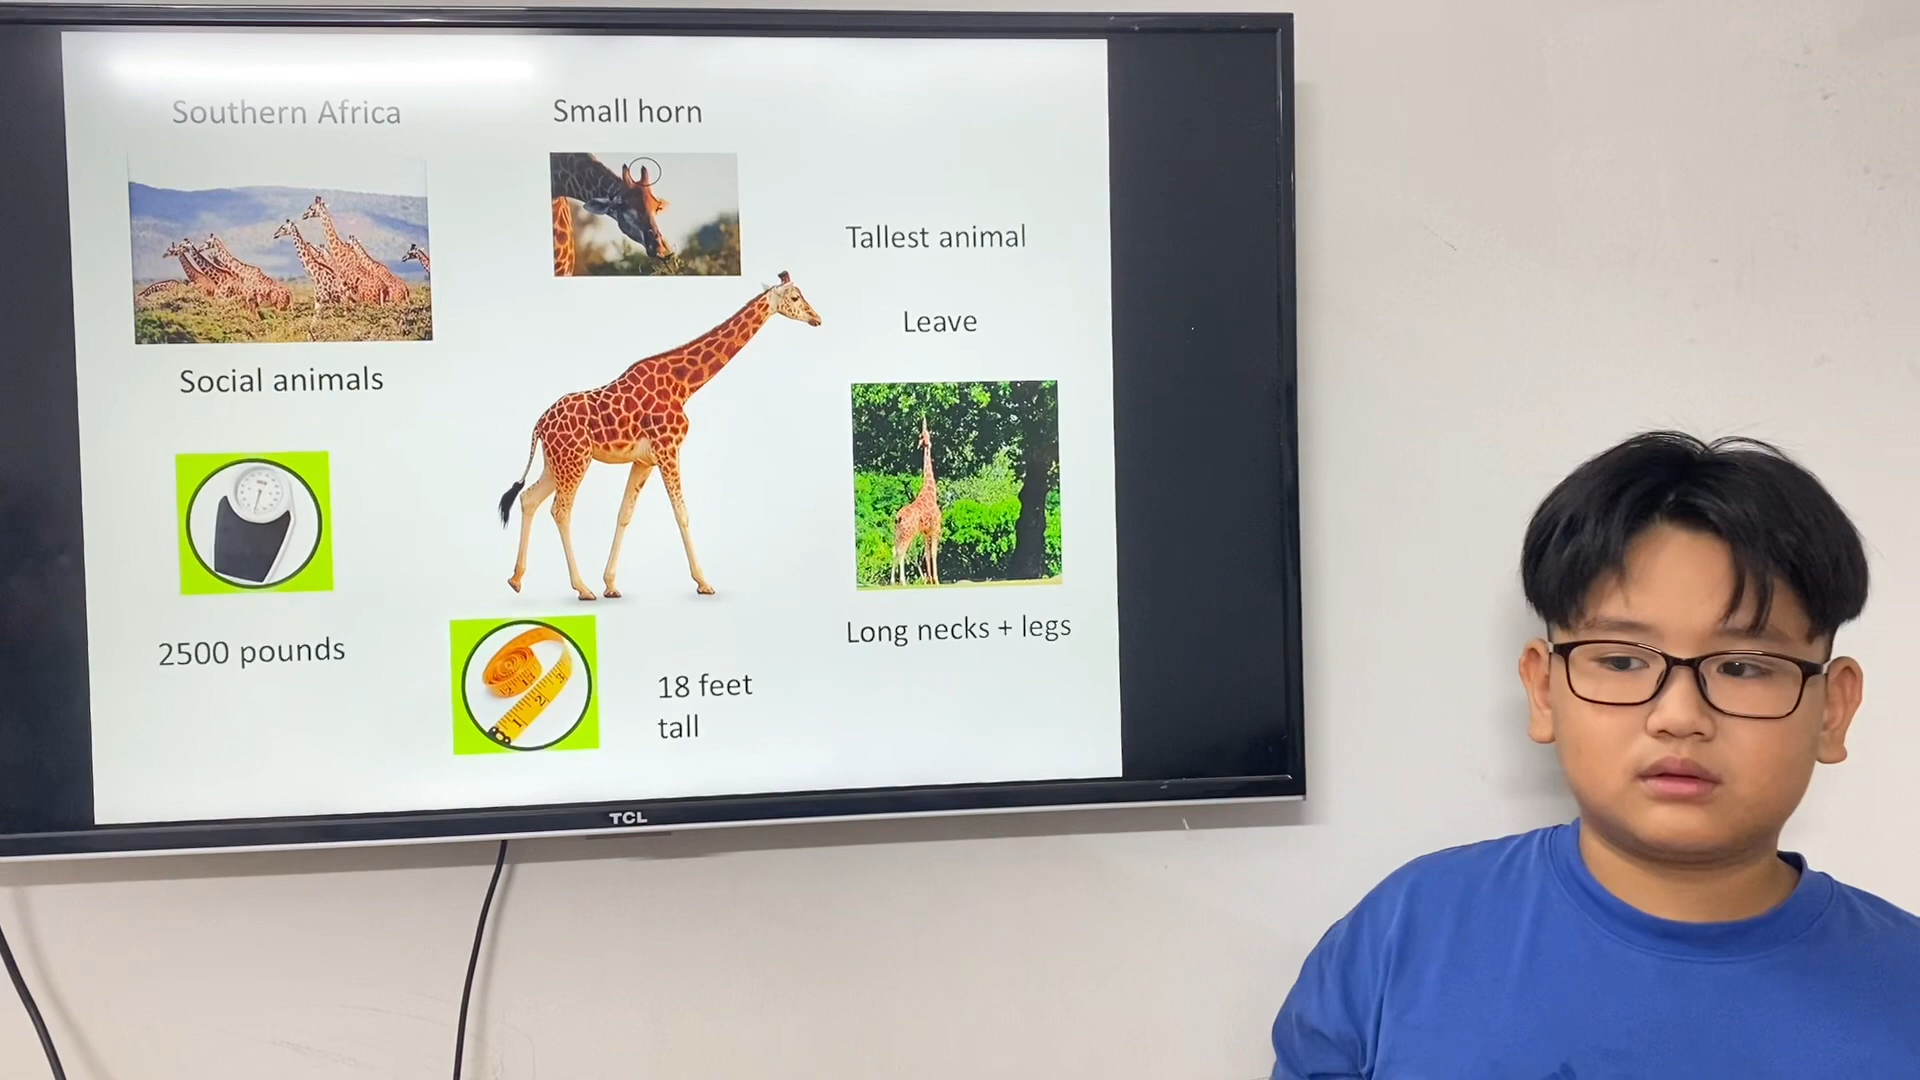 Southern Africa
Small horn
Tallest animal
Leave
Social animals
2500 pounds
Long necks + legs
18 feet
tall
TCL